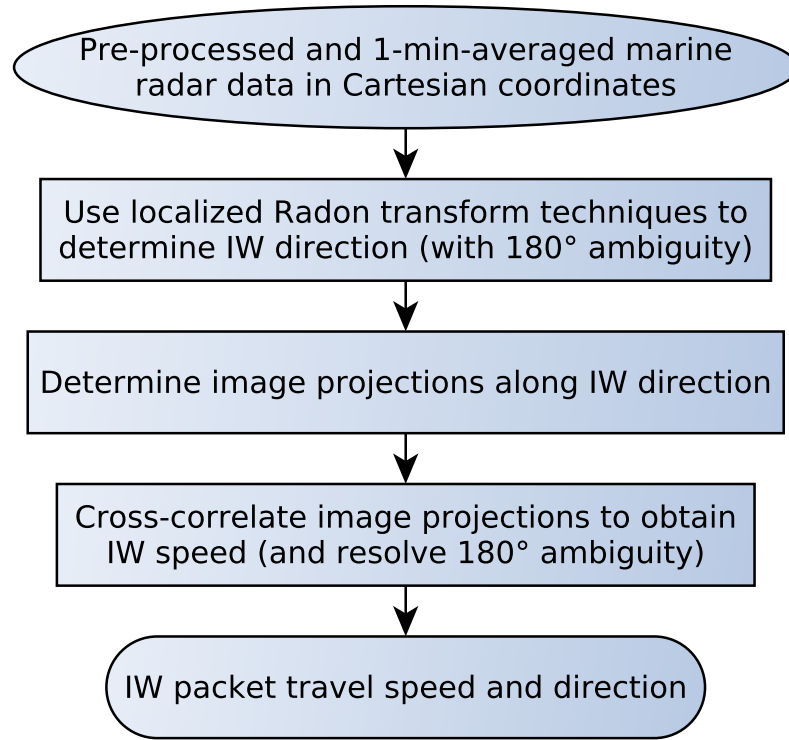 Pre-processed and 1-min-averaged marine
radar data in Cartesian coordinates
Use localized Radon transform techniques to
determine IW direction (with 180° ambiguity)
Determine image projections along IW direction
Cross-correlate image projections to obtain
IW speed (and resolve 180° ambiguity)
IW packet travel speed and direction